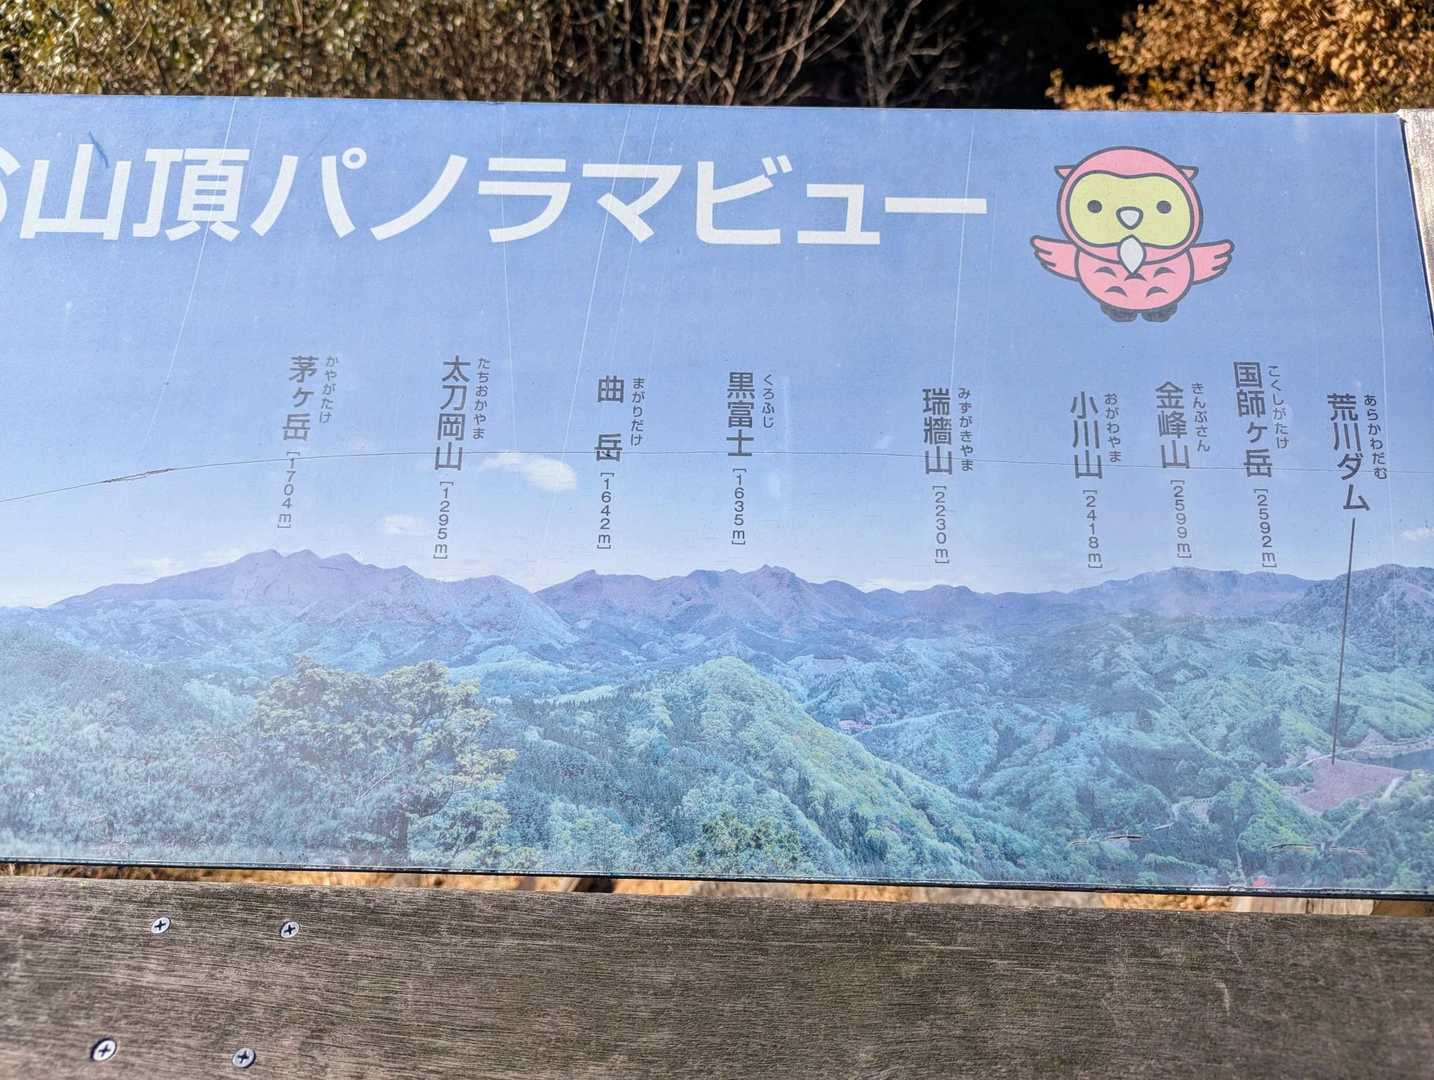 山頂パノラマビュー
茅ヶ岳
かやがたけ
[1704m]
太刀岡山
たちおかやま
[1295m]
曲岳
まがりだけ
[1642m]
黒富士
くろふじ
[1635m]
瑞牆山
みずがきやま
[2230m]
小川山
おがわやま
[2418m]
金峰山
きんぷさん
[2599m]
国師ヶ岳
こくしがたけ
[2592m]
荒川ダム
あらかわだむ